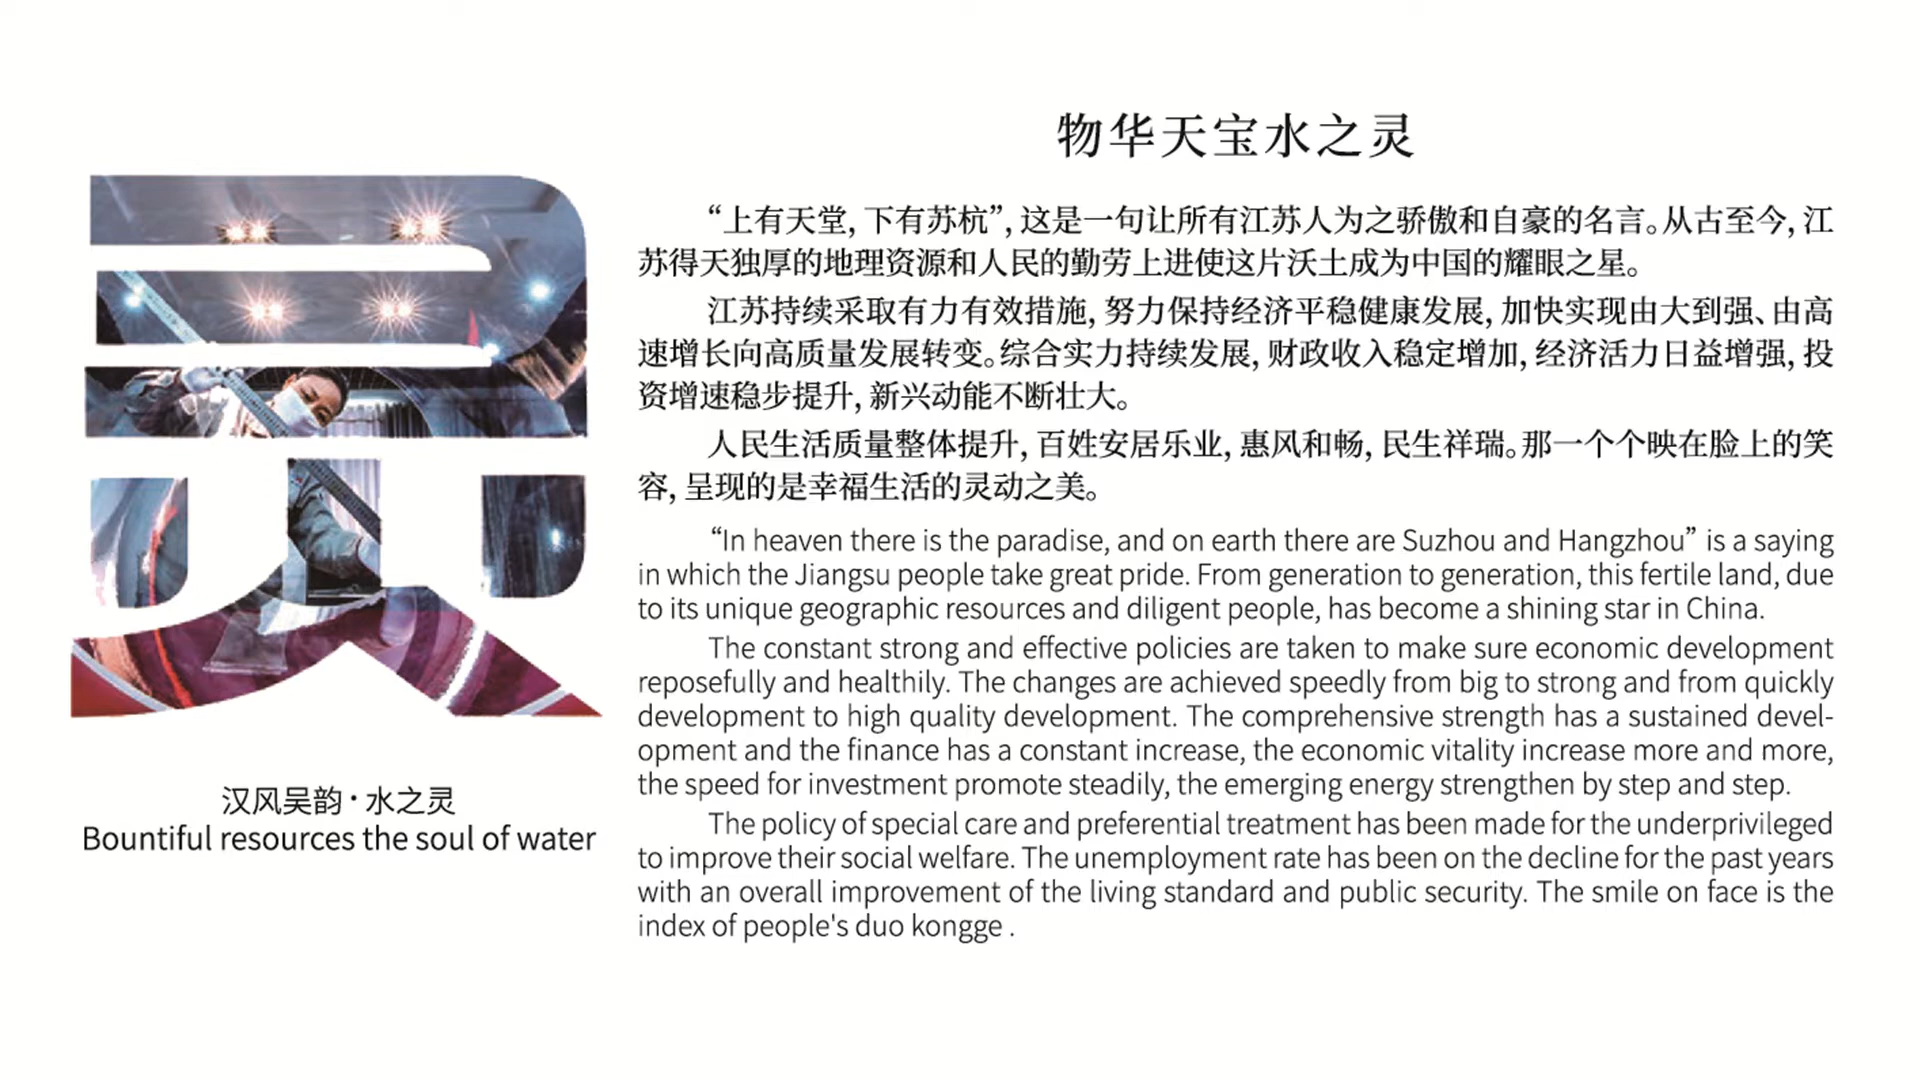 灵
汉风吴韵·水之灵
Bountiful resources the soul of water
物华天宝水之灵
“上有天堂，下有苏杭”，这是一句让所有江苏人为之骄傲和自豪的名言。从古至今，江
苏得天独厚的地理资源和人民的勤劳上进使这片沃土成为中国的耀眼之星。
江苏持续采取有力有效措施，努力保持经济平稳健康发展，加快实现由大到强、由高
速增长向高质量发展转变。综合实力持续发展，财政收入稳定增加，经济活力日益增强，投
资增速稳步提升，新兴动能不断壮大。
人民生活质量整体提升，百姓安居乐业，惠风和畅，民生祥瑞。那一个个映在脸上的笑
容，呈现的是幸福生活的灵动之美。
“In heaven there is the paradise, and on earth there are Suzhou and Hangzhou” is a saying
in which the Jiangsu people take great pride. From generation to generation, this fertile land, due
to its unique geographic resources and diligent people, has become a shining star in China.
The constant strong and effective policies are taken to make sure economic development
reposefully and healthily. The changes are achieved speedly from big to strong and from quickly
development to high quality development. The comprehensive strength has a sustained devel-
opment and the finance has a constant increase, the economic vitality increase more and more,
the speed for investment promote steadily, the emerging energy strengthen by step and step.
The policy of special care and preferential treatment has been made for the underprivileged
to improve their social welfare. The unemployment rate has been on the decline for the past years
with an overall improvement of the living standard and public security. The smile on face is the
index of people's duo kongge .